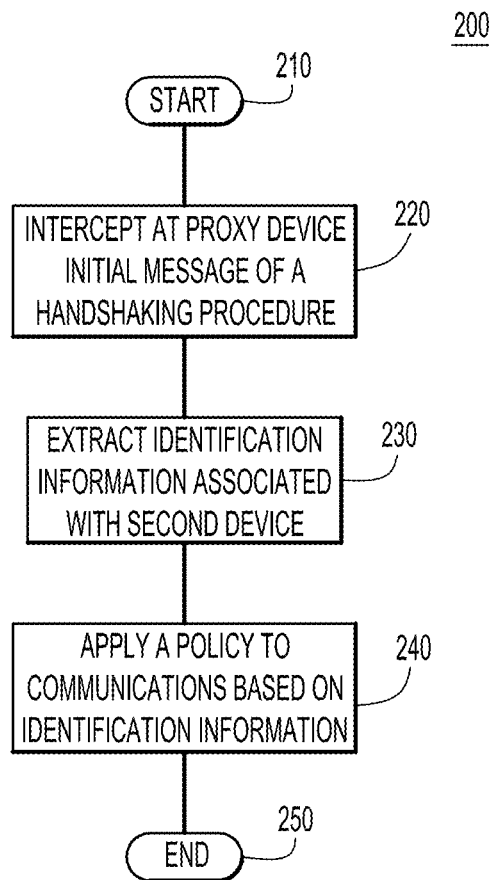 200
START
210
INTERCEPT AT PROXY DEVICE
INITIAL MESSAGE OF A
HANDSHAKING PROCEDURE
220
EXTRACT IDENTIFICATION
INFORMATION ASSOCIATED
WITH SECOND DEVICE
230
APPLY A POLICY TO
COMMUNICATIONS BASED ON
IDENTIFICATION INFORMATION
240
END
250